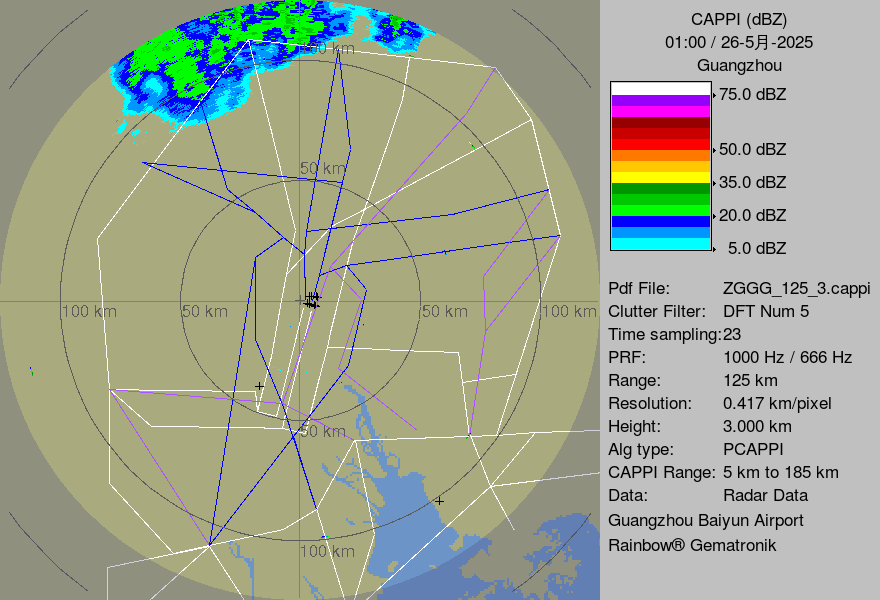 CAPPI (dBZ)
01:00 / 26-5月-2025
Guangzhou
75.0 dBZ
50.0 dBZ
35.0 dBZ
20.0 dBZ
5.0 dBZ
Pdf File: ZGGG_125_3.cappi
Clutter Filter: DFT Num 5
Time sampling:23
PRF: 1000 Hz / 666 Hz
Range: 125 km
Resolution: 0.417 km/pixel
Height: 3.000 km
Alg type: PCAPPI
CAPPI Range: 5 km to 185 km
Data: Radar Data
Guangzhou Baiyun Airport
Rainbow® Gematronik
50 km
100 km
50 km
50 km
100 km
50 km
100 km